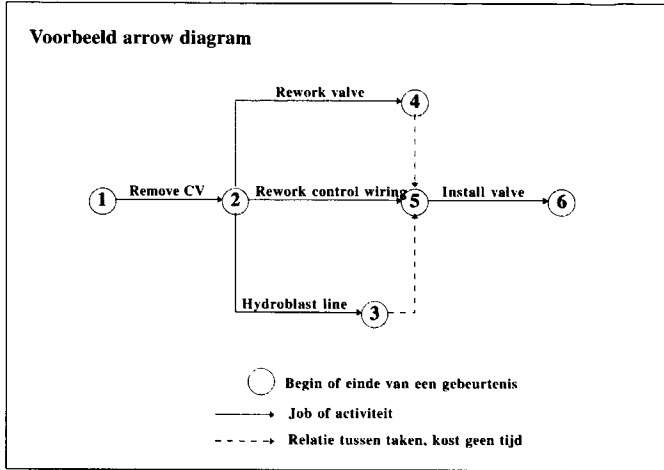 Voorbeeld arrow diagram
Rework valve
4
1
Remove CV
2
Rework control wiring
5
Install valve
6
Hydroblast line
3
Begin of einde van een gebeurtenis
Job of activiteit
Relatie tussen taken, kost geen tijd